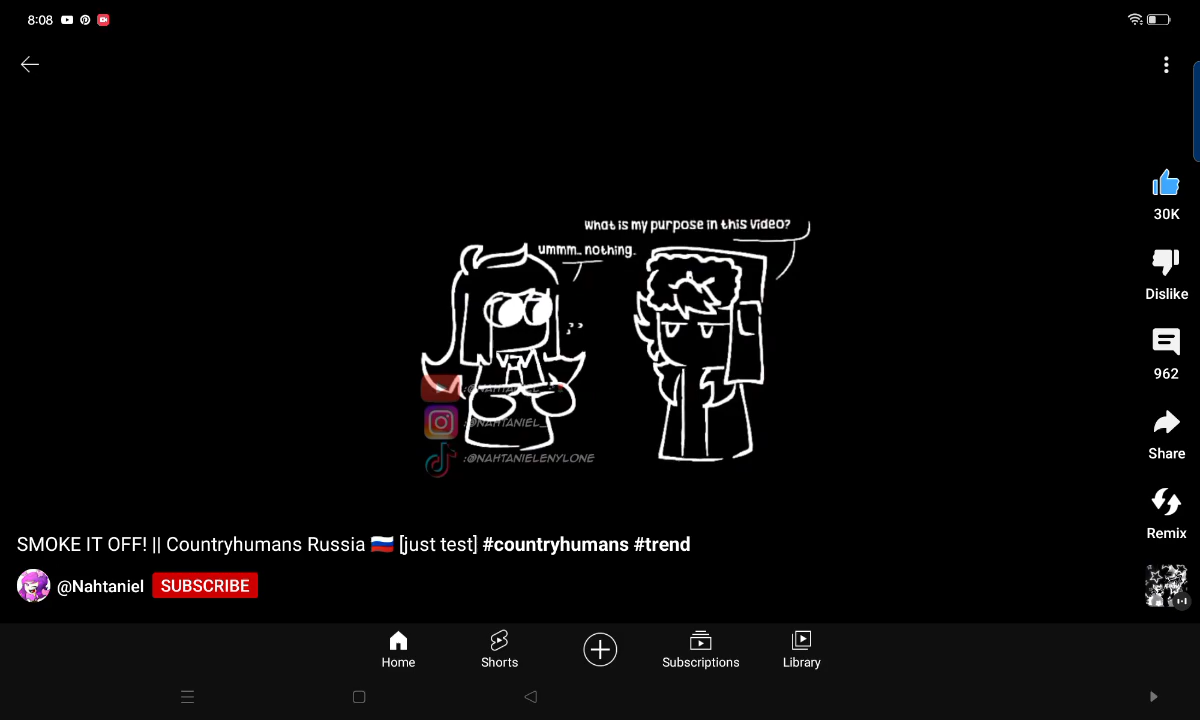 8:08
what is my purpose in this video?
ummm.. nothing.
30K
Dislike
:@NAHTANIEL_
962
:@NAHTANIEL_
:@NAHTANIELENYLONE
Share
Remix
SMOKE IT OFF! || Countryhumans Russia 🇷🇺 [just test] #countryhumans #trend
@Nahtaniel SUBSCRIBE
Home Shorts Subscriptions Library